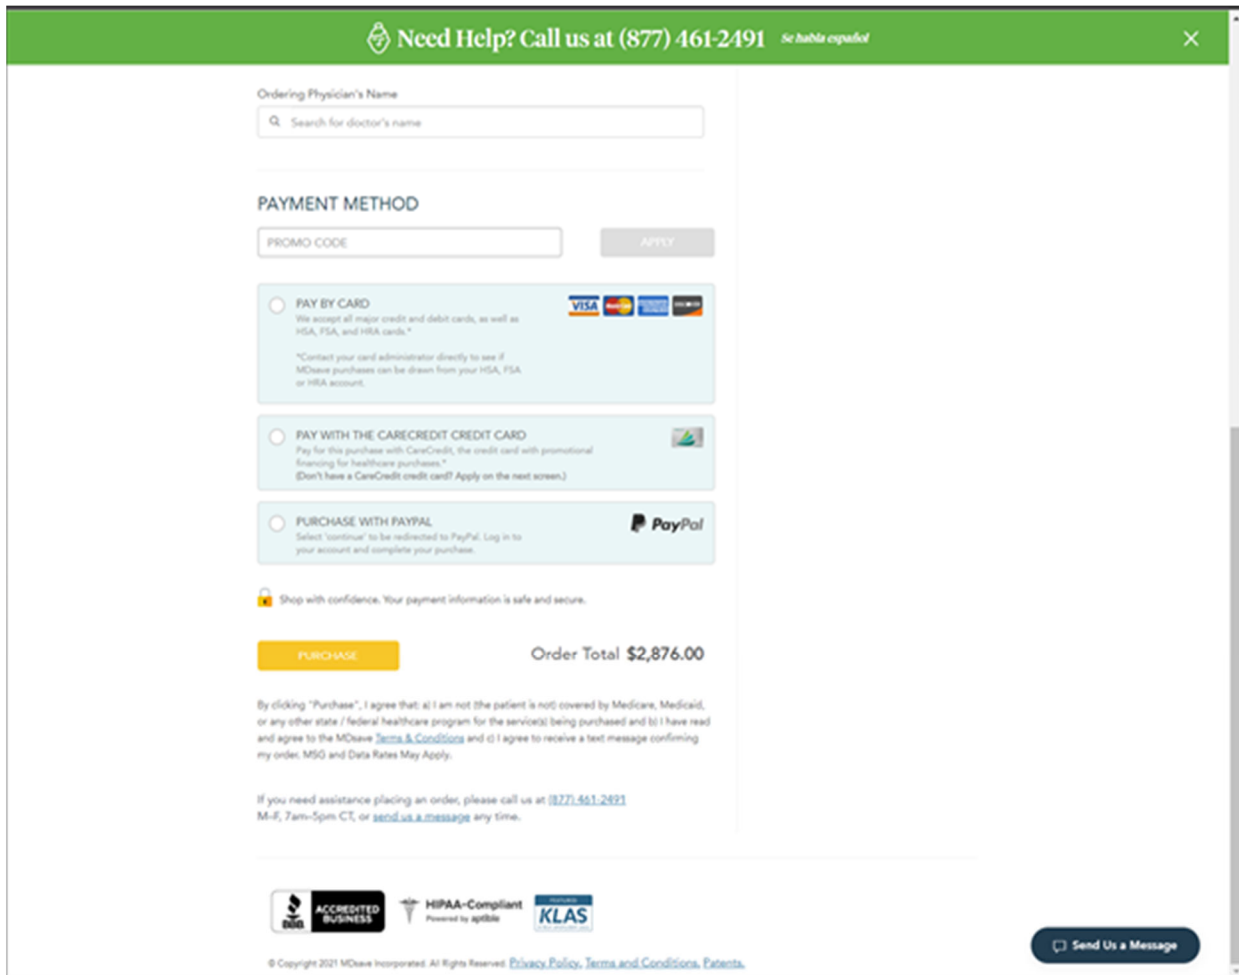 Need Help? Call us at (877) 461-2491 Se habla español
Ordering Physician's Name
Search for doctor's name
PAYMENT METHOD
PROMO CODE
APPLY
PAY BY CARD
We accept all major credit and debit cards, as well as
HSA, FSA, and HRA cards.*
*Contact your card administrator directly to see if
MDsave purchases can be drawn from your HSA, FSA
or HRA account.
VISA
PAY WITH THE CARECREDIT CREDIT CARD
Pay for this purchase with CareCredit, the credit card with promotional
financing for healthcare purchases.*
(Don't have a CareCredit credit card? Apply on the next screen.)
PURCHASE WITH PAYPAL
Select 'continue' to be redirected to PayPal. Log in to
your account and complete your purchase.
PayPal
Shop with confidence. Your payment information is safe and secure.
PURCHASE
Order Total $2,876.00
By clicking "Purchase", I agree that: a) I am not (the patient is not) covered by Medicare, Medicaid,
or any other state / federal healthcare program for the service(s) being purchased and b) I have read
and agree to the MDsave Terms & Conditions and c) I agree to receive a text message confirming
my order. MSG and Data Rates May Apply.
If you need assistance placing an order, please call us at (877) 461-2491
M–F, 7am–5pm CT, or send us a message any time.
BBB
ACCREDITED
BUSINESS
HIPAA-Compliant
Powered by aptible
KLAS
Send Us a Message
© Copyright 2021 MDsave Incorporated. All Rights Reserved. Privacy Policy. Terms and Conditions. Patents.